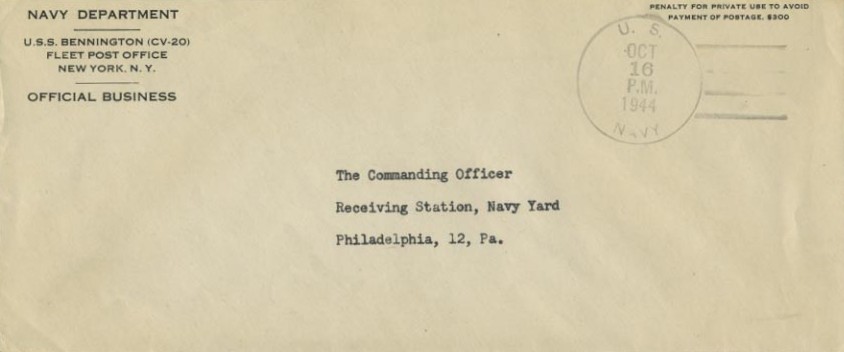 NAVY DEPARTMENT
U.S.S. BENNINGTON (CV-20)
FLEET POST OFFICE
NEW YORK, N. Y.
OFFICIAL BUSINESS
PENALTY FOR PRIVATE USE TO AVOID
PAYMENT OF POSTAGE, $300
U. S.
OCT
16
P.M.
1944
NAVY
The Commanding Officer
Receiving Station, Navy Yard
Philadelphia, 12, Pa.